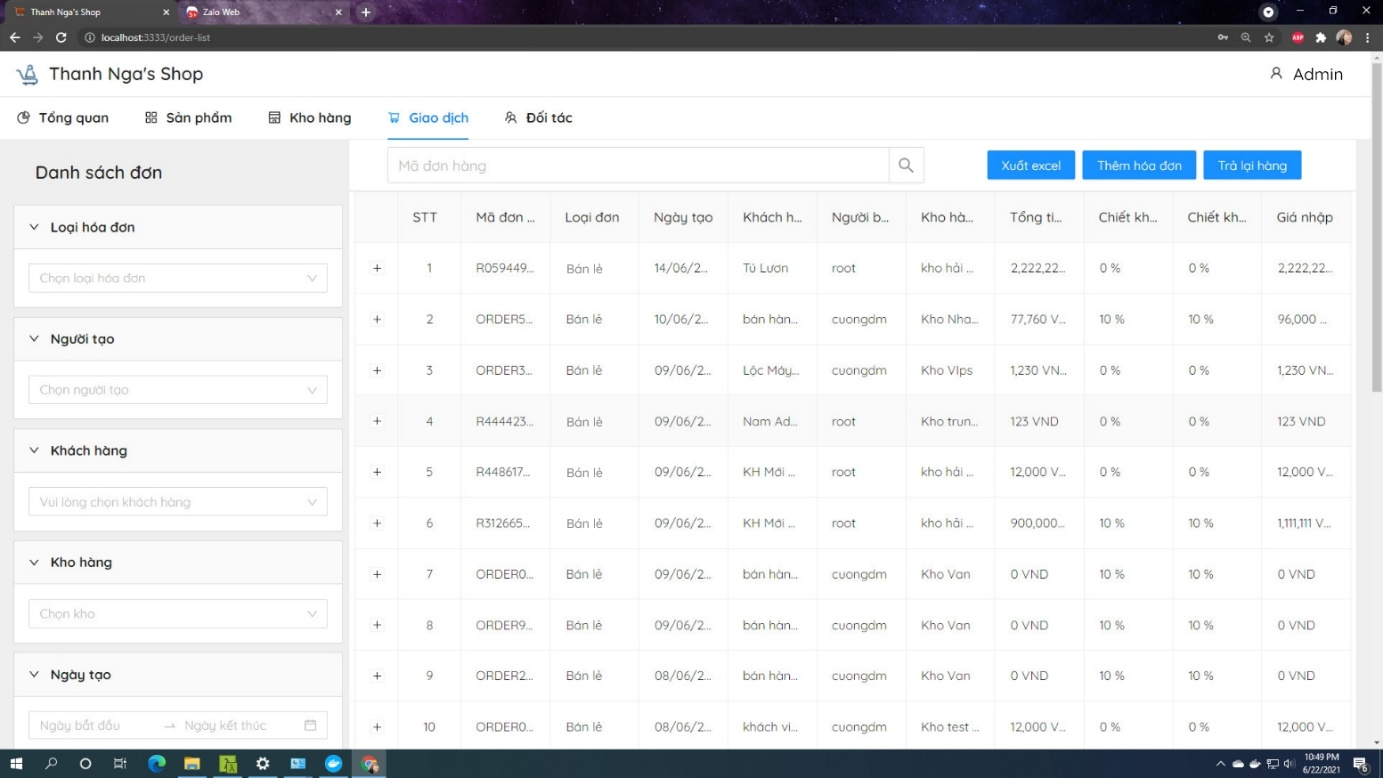 Thanh Nga's Shop
Zalo Web
localhost:3333/order-list
ABP
Thanh Nga's Shop
Admin
Tổng quan Sản phẩm Kho hàng Giao dịch Đối tác
Danh sách đơn
Mã đơn hàng
Xuất excel Thêm hóa đơn Trả lại hàng
Loại hóa đơn
Chọn loại hóa đơn
Người tạo
Chọn người tạo
Khách hàng
Vui lòng chọn khách hàng
Kho hàng
Chọn kho
Ngày tạo
Ngày bắt đầu → Ngày kết thúc
STT Mã đơn ... Loại đơn Ngày tạo Khách h... Người b... Kho hà... Tổng ti... Chiết kh... Chiết kh... Giá nhập
+ 1 R059449... Bán lẻ 14/06/2... Tú Lươn root kho hải ... 2,222,22... 0 % 0 % 2,222,22...
+ 2 ORDER5... Bán lẻ 10/06/2... bán hàn... cuongdm Kho Nha... 77,760 V... 10 % 10 % 96,000 ...
+ 3 ORDER3... Bán lẻ 09/06/2... Lộc Máy... cuongdm Kho VIps 1,230 VN... 0 % 0 % 1,230 VN...
+ 4 R444423... Bán lẻ 09/06/2... Nam Ad... root Kho trun... 123 VND 0 % 0 % 123 VND
+ 5 R448617... Bán lẻ 09/06/2... KH Mới ... root kho hải ... 12,000 V... 0 % 0 % 12,000 V...
+ 6 R312665... Bán lẻ 09/06/2... KH Mới ... root kho hải ... 900,000... 10 % 10 % 1,111,111 V...
+ 7 ORDER0... Bán lẻ 09/06/2... bán hàn... cuongdm Kho Van 0 VND 10 % 10 % 0 VND
+ 8 ORDER9... Bán lẻ 09/06/2... bán hàn... cuongdm Kho Van 0 VND 10 % 10 % 0 VND
+ 9 ORDER2... Bán lẻ 08/06/2... bán hàn... cuongdm Kho Van 0 VND 10 % 10 % 0 VND
+ 10 ORDER0... Bán lẻ 08/06/2... khách vi... cuongdm Kho test ... 12,000 V... 0 % 0 % 12,000 V...
10:49 PM
6/22/2021